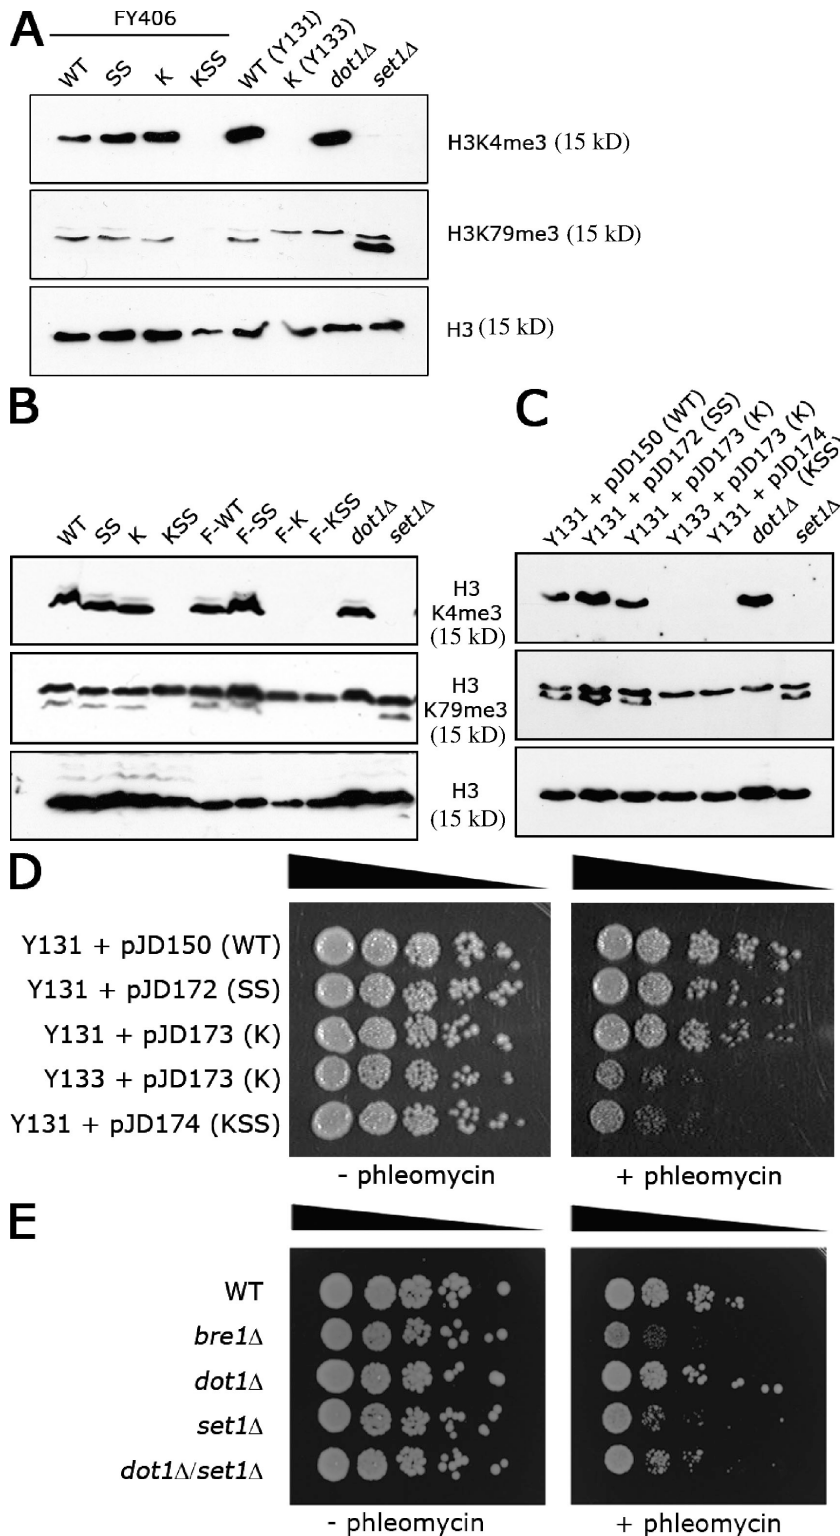 A
FY406
WT SS K KSS WT (Y131) K (Y133) dot1Δ set1Δ
H3K4me3 (15 kD)
H3K79me3 (15 kD)
H3 (15 kD)
B
WT SS K KSS F-WT F-SS F-K F-KSS dot1Δ set1Δ
H3
K4me3
(15 kD)
H3
K79me3
(15 kD)
H3
(15 kD)
C
Y131 + pJD150 (WT)
Y131 + pJD172 (SS)
Y131 + pJD173 (K)
Y133 + pJD173 (K)
Y131 + pJD174
(KSS)
dot1Δ
set1Δ
D
Y131 + pJD150 (WT)
Y131 + pJD172 (SS)
Y131 + pJD173 (K)
Y133 + pJD173 (K)
Y131 + pJD174 (KSS)
- phleomycin
+ phleomycin
E
WT
bre1Δ
dot1Δ
set1Δ
dot1Δ/set1Δ
- phleomycin
+ phleomycin